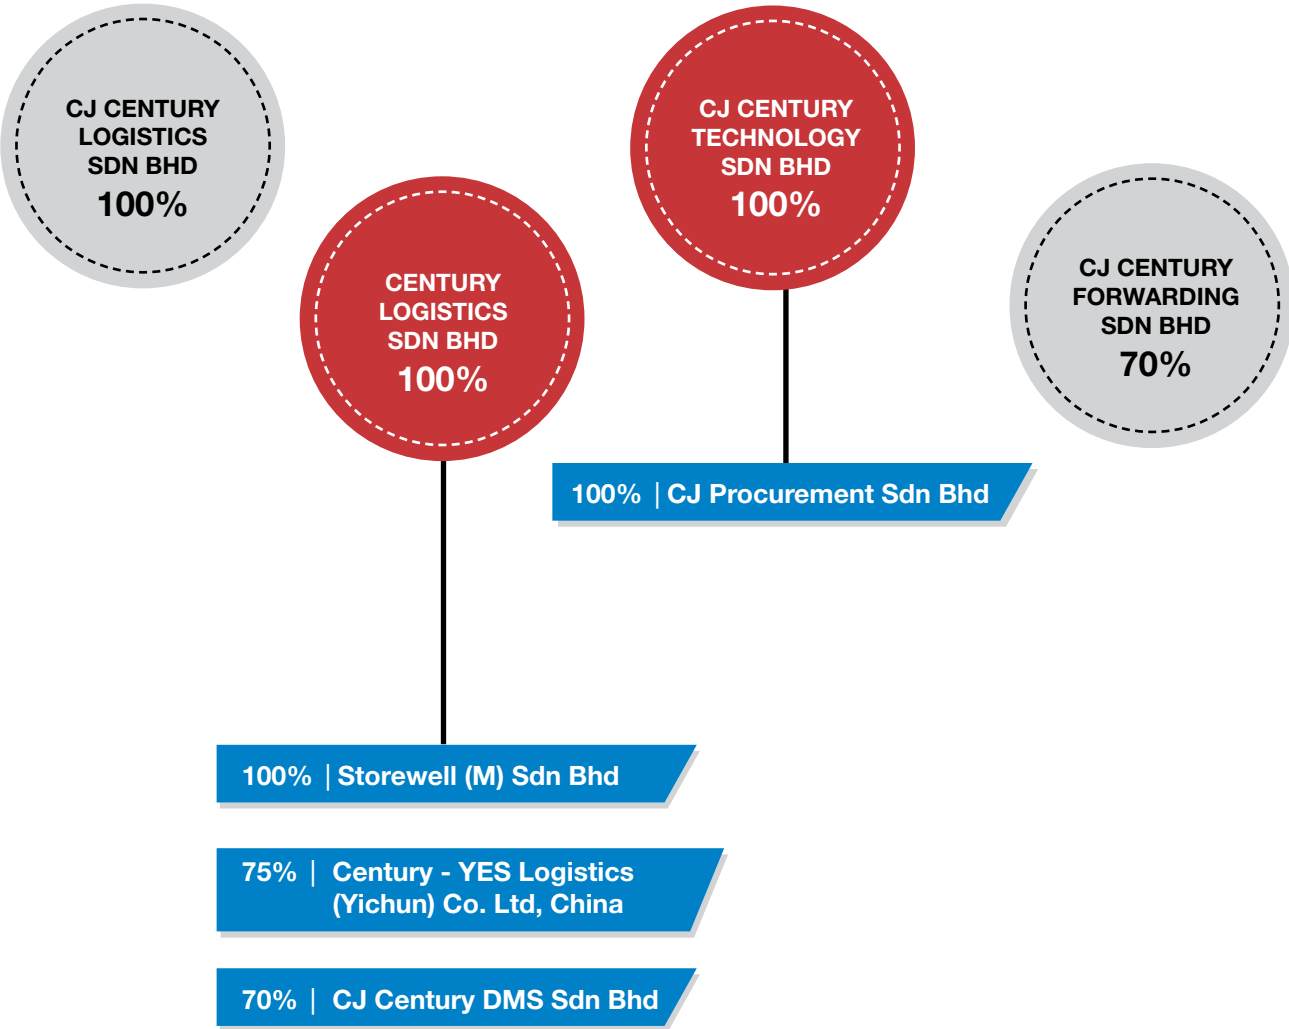 CJ CENTURY
LOGISTICS
SDN BHD
100%
CENTURY
LOGISTICS
SDN BHD
100%
CJ CENTURY
TECHNOLOGY
SDN BHD
100%
CJ CENTURY
FORWARDING
SDN BHD
70%
100% | CJ Procurement Sdn Bhd
100% | Storewell (M) Sdn Bhd
75% | Century - YES Logistics
(Yichun) Co. Ltd, China
70% | CJ Century DMS Sdn Bhd